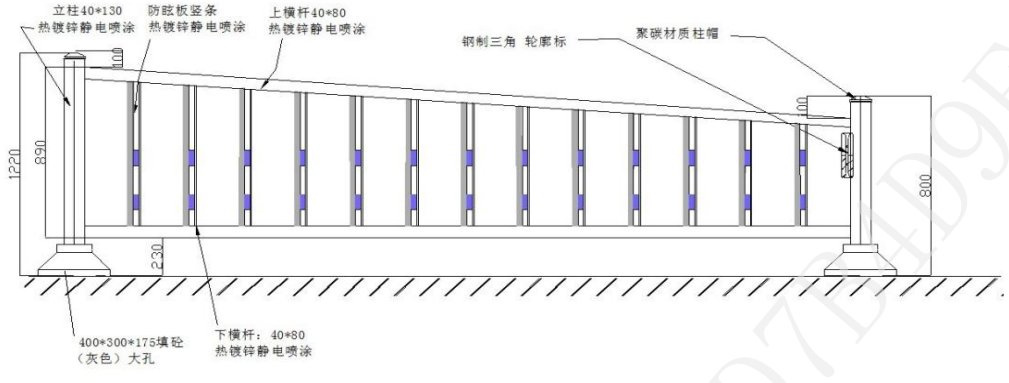 立柱40*130
热镀锌静电喷涂
防眩板竖条
热镀锌静电喷涂
上横杆40*80
热镀锌静电喷涂
钢制三角 轮廓标
聚碳材质柱帽
100
100
1220
890
800
230
400*300*175填砼
（灰色）大孔
下横杆：40*80
热镀锌静电喷涂